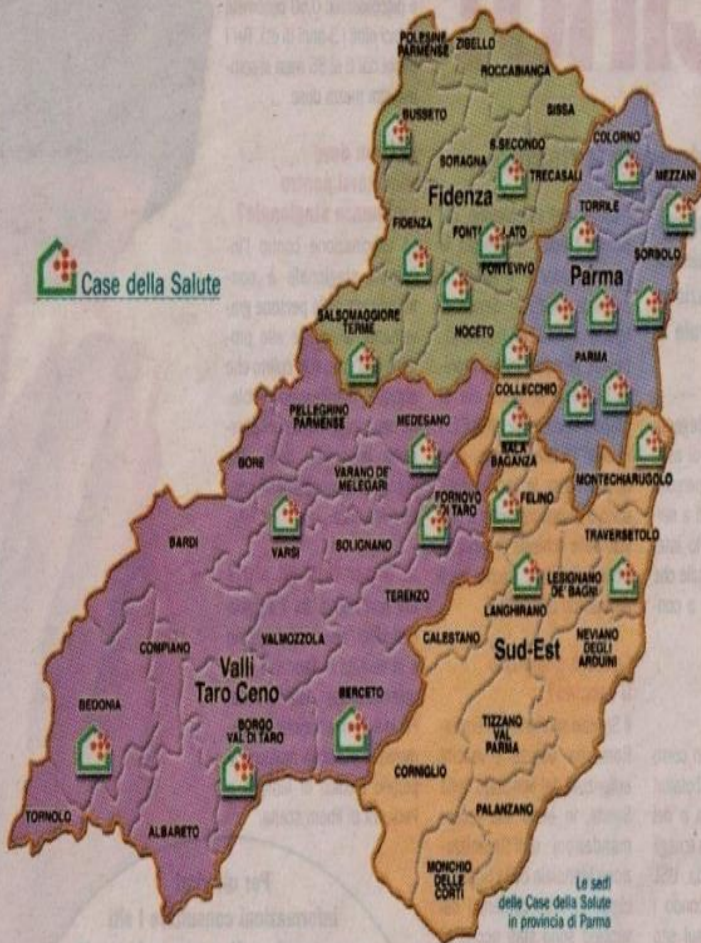 POLESINE
PARMENSE
ZIBELLO
ROCCABIANCA
BUSSETO
SISSA
S.SECONDO
COLORNO
SORAGNA
TRECASALI
MEZZANI
Fidenza
TORRILE
FIDENZA
FONT LATO
SORBOLO
PONTEVIVO
Parma
Case della Salute
SALSOMAGGIORE
TERME
NOCETO
PARMA
COLLECCHIO
PELLEGRINO
PARMENSE
MEDESANO
SALA
BAGANZA
BORE
VARANO DE'
MELEGARI
MONTECHIARUGOLO
FORNOVO
DI TARO
FELINO
BARDI
VARSI
SOLIGNANO
TRAVERSETOLO
TERENZO
LESIGNANO
DE' BAGNI
LANGHIRANO
COMPIANO
VALMOZZOLA
CALESTANO
Sud-Est
NEVIANO
DEGLI
ARDUINI
Valli
Taro Ceno
BEDONIA
BERCETO
BORGO
VAL DI TARO
TIZZANO
VAL
PARMA
CORNIGLIO
PALANZANO
TORNOLO
ALBARETO
MONCHIO
DELLE
CORTI
Le sedi
delle Case della Salute
in provincia di Parma